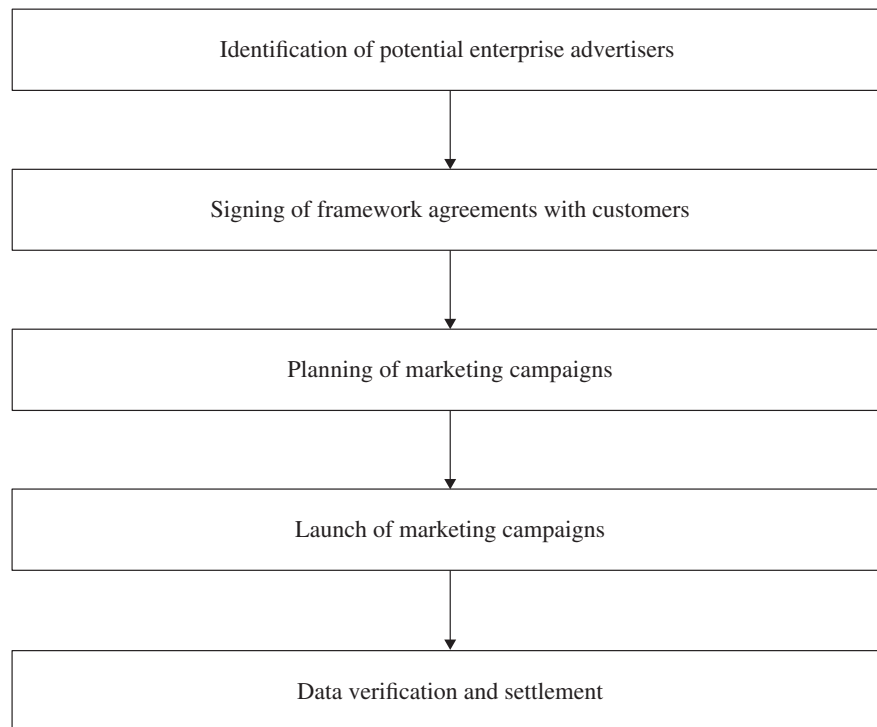 Identification of potential enterprise advertisers
Signing of framework agreements with customers
Planning of marketing campaigns
Launch of marketing campaigns
Data verification and settlement